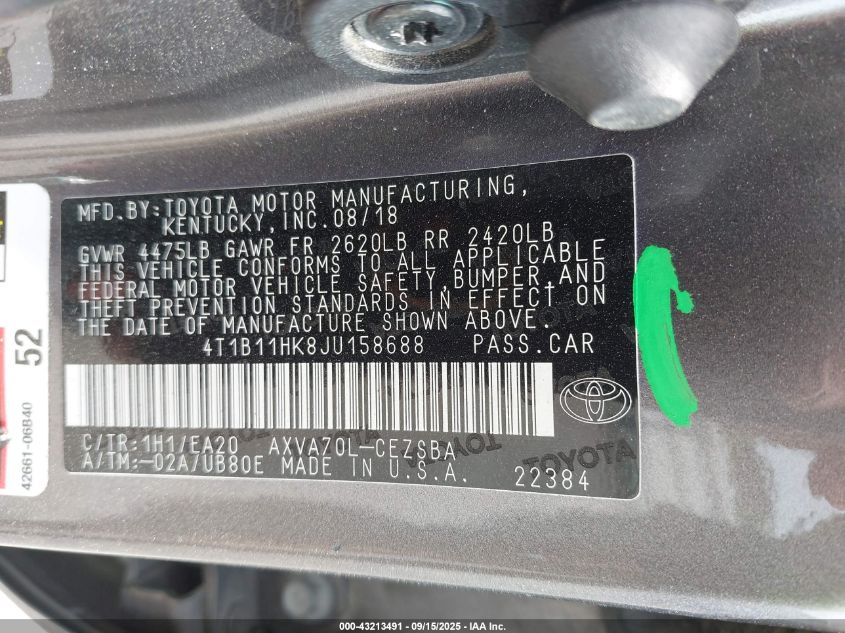 MFD.BY:TOYOTA MOTOR MANUFACTURING,
KENTUCKY,INC.08/18
GVWR 4475LB GAWR FR 2620LB RR 2420LB
THIS VEHICLE CONFORMS TO ALL APPLICABLE
FEDERAL MOTOR VEHICLE SAFETY,BUMPER,AND
THEFT PREVENTION STANDARDS IN EFFECT ON
THE DATE OF MANUFACTURE SHOWN ABOVE.
4T1B11HK8JU158688 PASS.CAR
C/TR:1H1/EA20 AXVA70L-CEZSBA
A/TM:-02A/UB80E MADE IN U.S.A.
22384
TOYOTA
52
42661-06B40
000-43213491 - 09/15/2025 - IAA Inc.